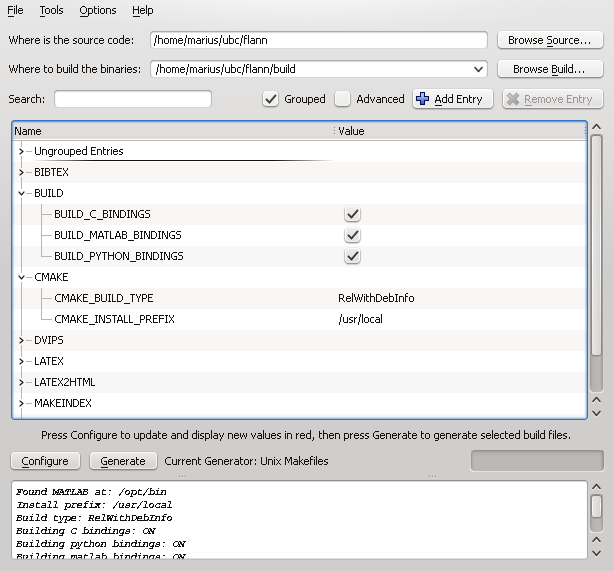 File Tools Options Help
Where is the source code: /home/marius/ubc/flann Browse Source...
Where to build the binaries: /home/marius/ubc/flann/build Browse Build...
Search: Grouped Advanced Add Entry Remove Entry
Name Value
Ungrouped Entries
BIBTEX
BUILD
BUILD_C_BINDINGS
BUILD_MATLAB_BINDINGS
BUILD_PYTHON_BINDINGS
CMAKE
CMAKE_BUILD_TYPE RelWithDebInfo
CMAKE_INSTALL_PREFIX /usr/local
DVIPS
LATEX
LATEX2HTML
MAKEINDEX
Press Configure to update and display new values in red, then press Generate to generate selected build files.
Configure Generate Current Generator: Unix Makefiles
Found MATLAB at: /opt/bin
Install prefix: /usr/local
Build type: RelWithDebInfo
Building C bindings: ON
Building python bindings: ON
Building matlab bindings: ON